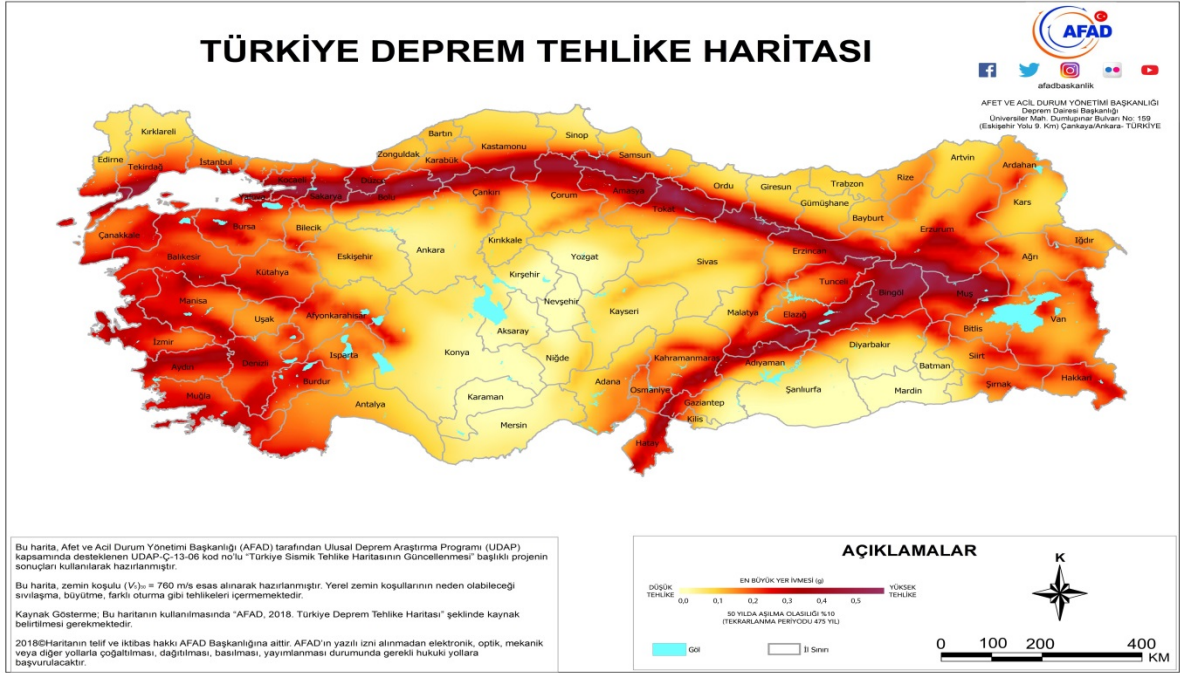 TÜRKİYE DEPREM TEHLİKE HARİTASI
AFAD
afadbaskanlik
AFET VE ACİL DURUM YÖNETİMİ BAŞKANLIĞI
Deprem Dairesi Başkanlığı
Üniversiler Mah. Dumlupınar Bulvarı No: 159
(Eskişehir Yolu 9. Km) Çankaya/Ankara- TÜRKİYE
Kırklareli
Edirne
Tekirdağ
İstanbul
Kocaeli
Sakarya
Düzce
Bolu
Zonguldak
Bartın
Karabük
Kastamonu
Sinop
Çankırı
Çorum
Samsun
Amasya
Tokat
Ordu
Giresun
Trabzon
Gümüşhane
Bayburt
Rize
Artvin
Ardahan
Kars
Iğdır
Erzurum
Ağrı
Erzincan
Çanakkale
Bursa
Bilecik
Balıkesir
Kütahya
Eskişehir
Ankara
Kırıkkale
Yozgat
Kırşehir
Sivas
Nevşehir
Kayseri
Aksaray
Niğde
Tunceli
Bingöl
Muş
Elazığ
Malatya
Bitlis
Van
Manisa
Uşak
Afyonkarahisar
İzmir
Aydın
Denizli
Isparta
Burdur
Muğla
Antalya
Konya
Karaman
Mersin
Adana
Kahramanmaraş
Osmaniye
Adıyaman
Gaziantep
Kilis
Hatay
Şanlıurfa
Diyarbakır
Batman
Mardin
Siirt
Şırnak
Hakkari
Bu harita, Afet ve Acil Durum Yönetimi Başkanlığı (AFAD) tarafından Ulusal Deprem Araştırma Programı (UDAP)
kapsamında desteklenen UDAP-Ç-13-06 kod no'lu "Türkiye Sismik Tehlike Haritasının Güncellenmesi" başlıklı projenin
sonuçları kullanılarak hazırlanmıştır.
Bu harita, zemin koşulu (Vₛ)₃₀ = 760 m/s esas alınarak hazırlanmıştır. Yerel zemin koşullarının neden olabileceği
sıvılaşma, büyütme, farklı oturma gibi tehlikeleri içermemektedir.
Kaynak Gösterme; Bu haritanın kullanılmasında "AFAD, 2018. Türkiye Deprem Tehlike Haritası" şeklinde kaynak
belirtilmesi gerekmektedir.
2018©Haritanın telif ve iktibas hakkı AFAD Başkanlığına aittir. AFAD'ın yazılı izni alınmadan elektronik, optik, mekanik
veya diğer yollarla çoğaltılması, dağıtılması, basılması, yayımlanması durumunda gerekli hukuki yollara
başvurulacaktır.
AÇIKLAMALAR
EN BÜYÜK YER İVMESİ (g)
DÜŞÜK TEHLİKE
YÜKSEK TEHLİKE
0,0 0,1 0,2 0,3 0,4 0,5
50 YILDA AŞILMA OLASILIĞI %10
(TEKRARLANMA PERİYODU 475 YIL)
Göl
İl Sınırı
K
0 100 200 400
KM